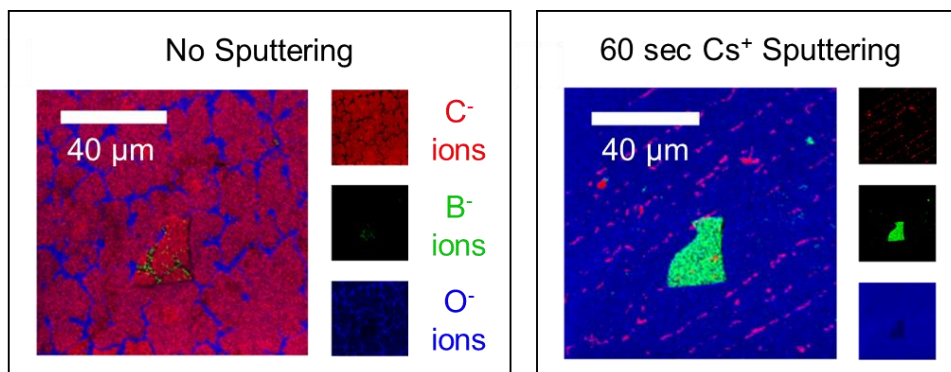 No Sputtering
40 μm
C⁻
ions
B⁻
ions
O⁻
ions
60 sec Cs⁺ Sputtering
40 μm